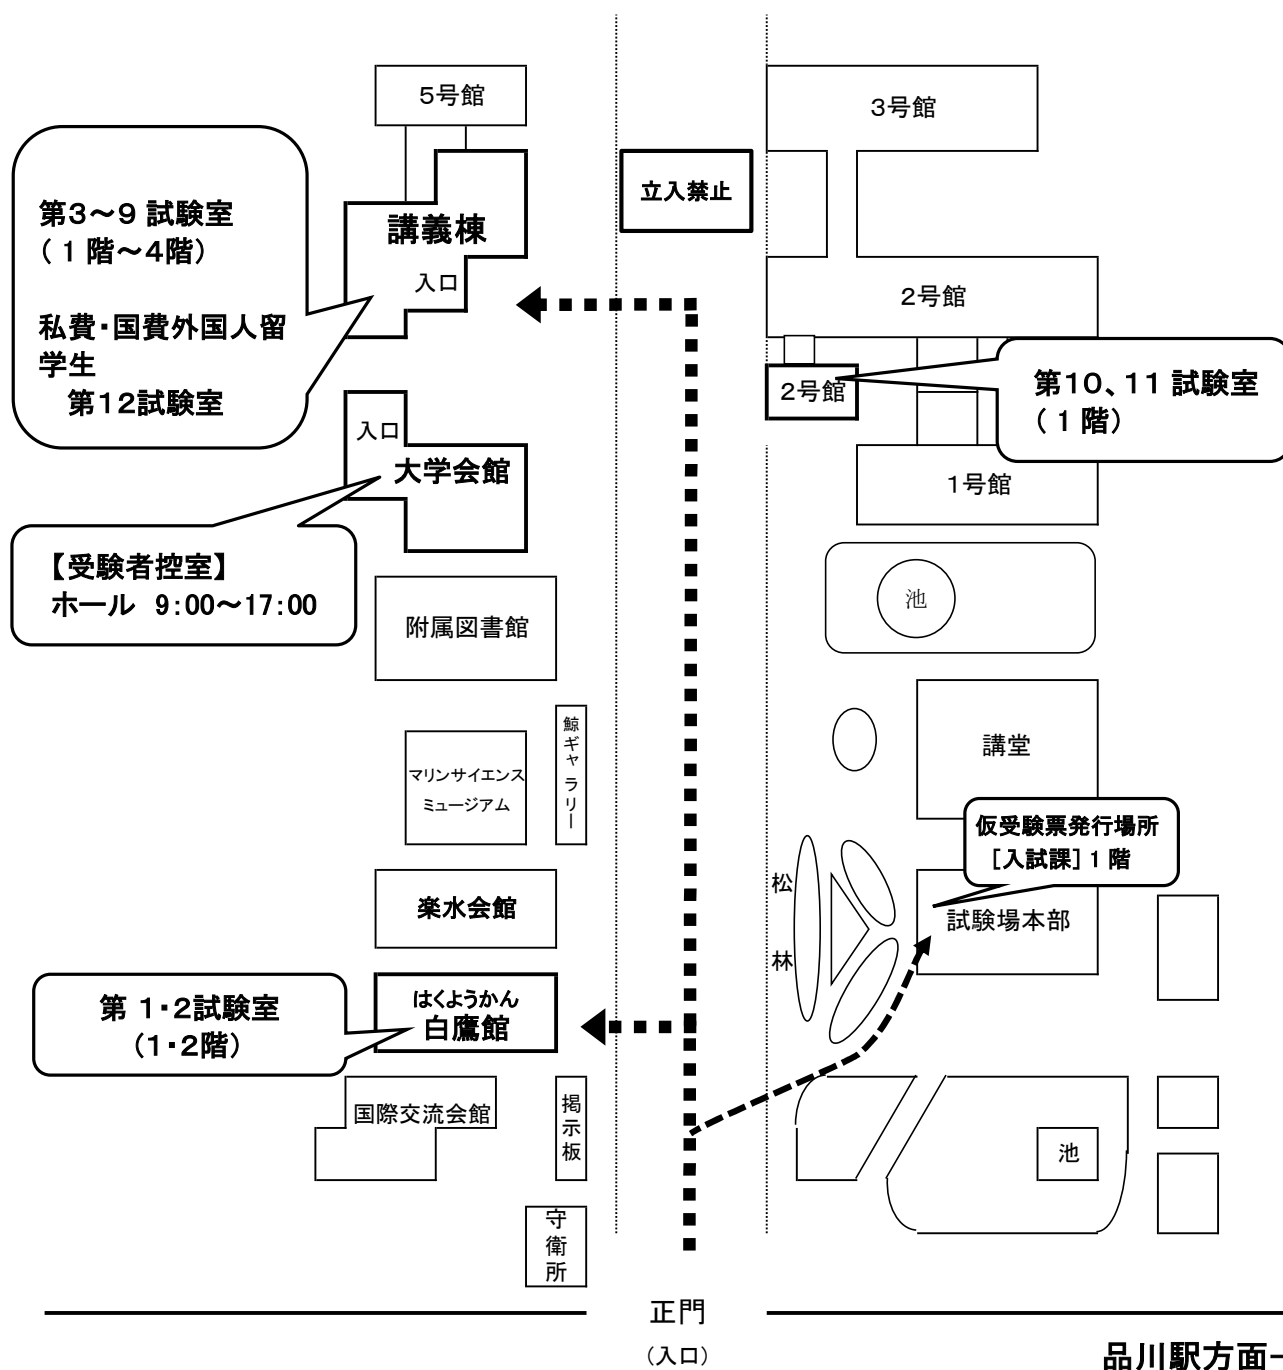 5号館
3号館
立入禁止
第3～9 試験室
（ 1 階～4階）
私費・国費外国人留
学生
第12試験室
講義棟
入口
2号館
2号館
第10、11 試験室
（ 1 階）
入口
大学会館
1号館
【受験者控室】
ホール 9：00～17：00
附属図書館
池
鯨ギャラリー
マリンサイエンス
ミュージアム
講堂
仮受験票発行場所
［入試課］ 1 階
松林
楽水会館
試験場本部
第 1・2試験室
（1・2階）
はくようかん
白鷹館
国際交流会館
掲示板
池
守衛所
正門
（入口）
品川駅方面